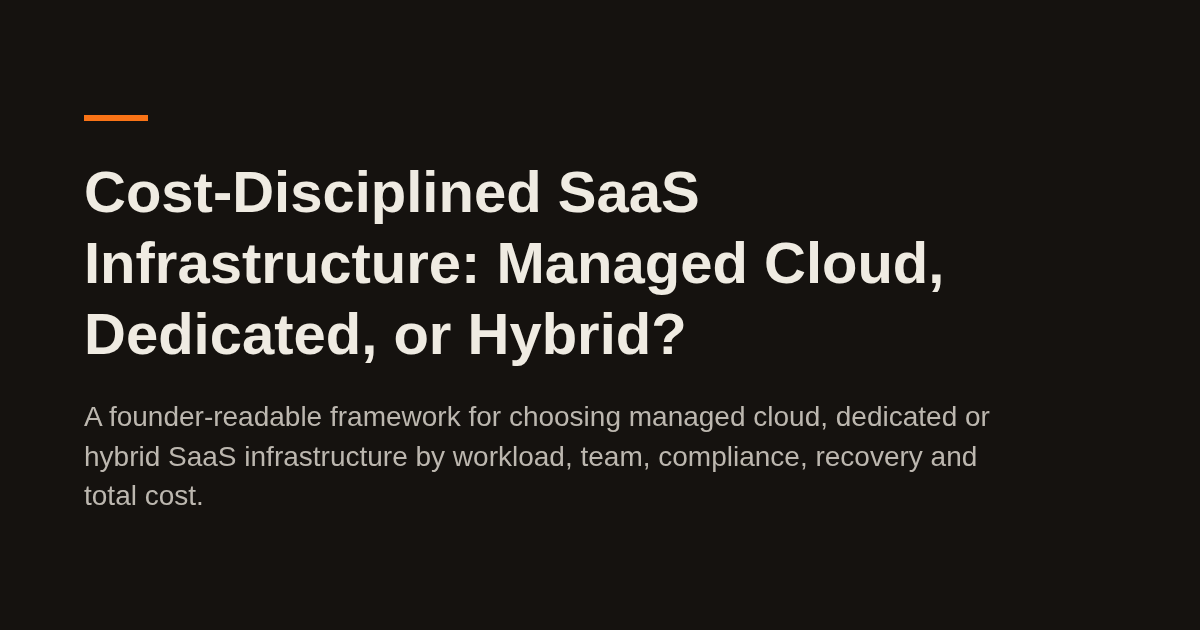 Cost-Disciplined SaaS
Infrastructure: Managed Cloud,
Dedicated, or Hybrid?
A founder-readable framework for choosing managed cloud, dedicated or
hybrid SaaS infrastructure by workload, team, compliance, recovery and
total cost.